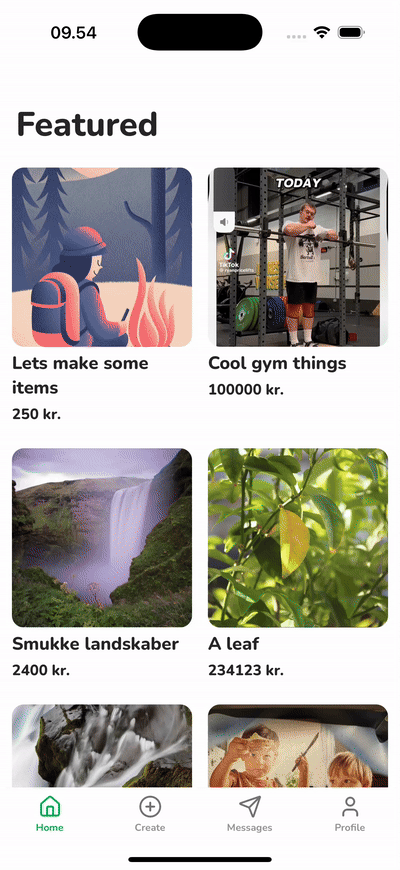 09.54
Featured
TODAY
TikTok
Lets make some
items
250 kr.
Cool gym things
100000 kr.
Smukke landskaber
2400 kr.
A leaf
234123 kr.
Home
Create
Messages
Profile